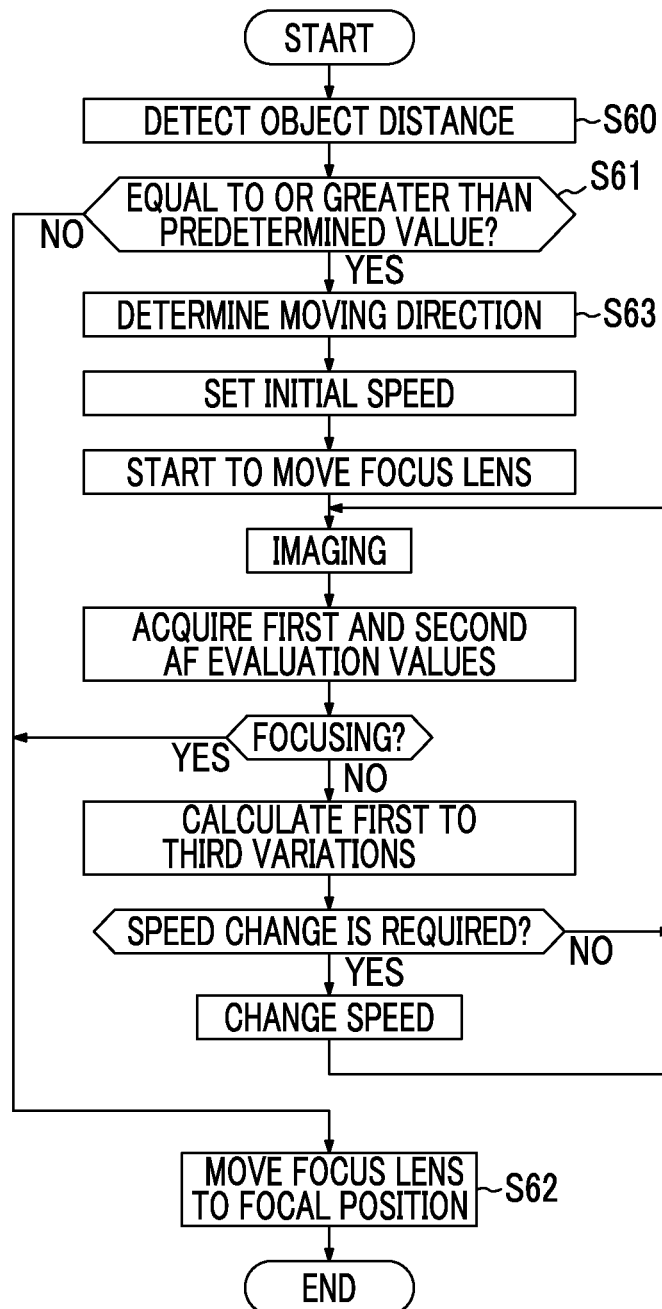 START
DETECT OBJECT DISTANCE
S60
S61
EQUAL TO OR GREATER THAN
PREDETERMINED VALUE?
NO
YES
DETERMINE MOVING DIRECTION
S63
SET INITIAL SPEED
START TO MOVE FOCUS LENS
IMAGING
ACQUIRE FIRST AND SECOND
AF EVALUATION VALUES
FOCUSING?
YES
NO
CALCULATE FIRST TO
THIRD VARIATIONS
SPEED CHANGE IS REQUIRED?
NO
YES
CHANGE SPEED
MOVE FOCUS LENS
TO FOCAL POSITION
S62
END